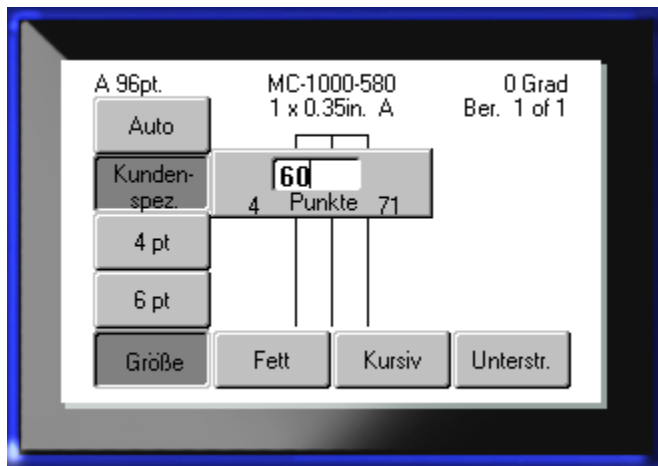 A 96pt. MC-1000-580 0 Grad
1 x 0.35in. A Ber. 1 of 1
Auto
Kunden-
spez.
60
4 Punkte 71
4 pt
6 pt
Größe Fett Kursiv Unterstr.